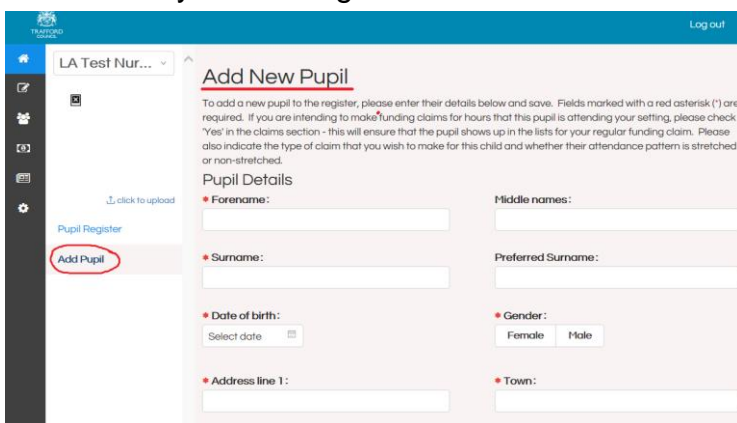 TRAFFORD
COUNCIL
Log out
LA Test Nur...
Add New Pupil
To add a new pupil to the register, please enter their details below and save. Fields marked with a red asterisk (*) are
required. If you are intending to make funding claims for hours that this pupil is attending your setting, please check
'Yes' in the claims section - this will ensure that the pupil shows up in the lists for your regular funding claim. Please
also indicate the type of claim that you wish to make for this child and whether their attendance pattern is stretched
or non-stretched.
Pupil Details
click to upload
* Forename:
Middle names:
Pupil Register
Add Pupil
* Surname:
Preferred Surname:
* Date of birth:
* Gender:
Select date
Female Male
* Address line 1:
* Town: